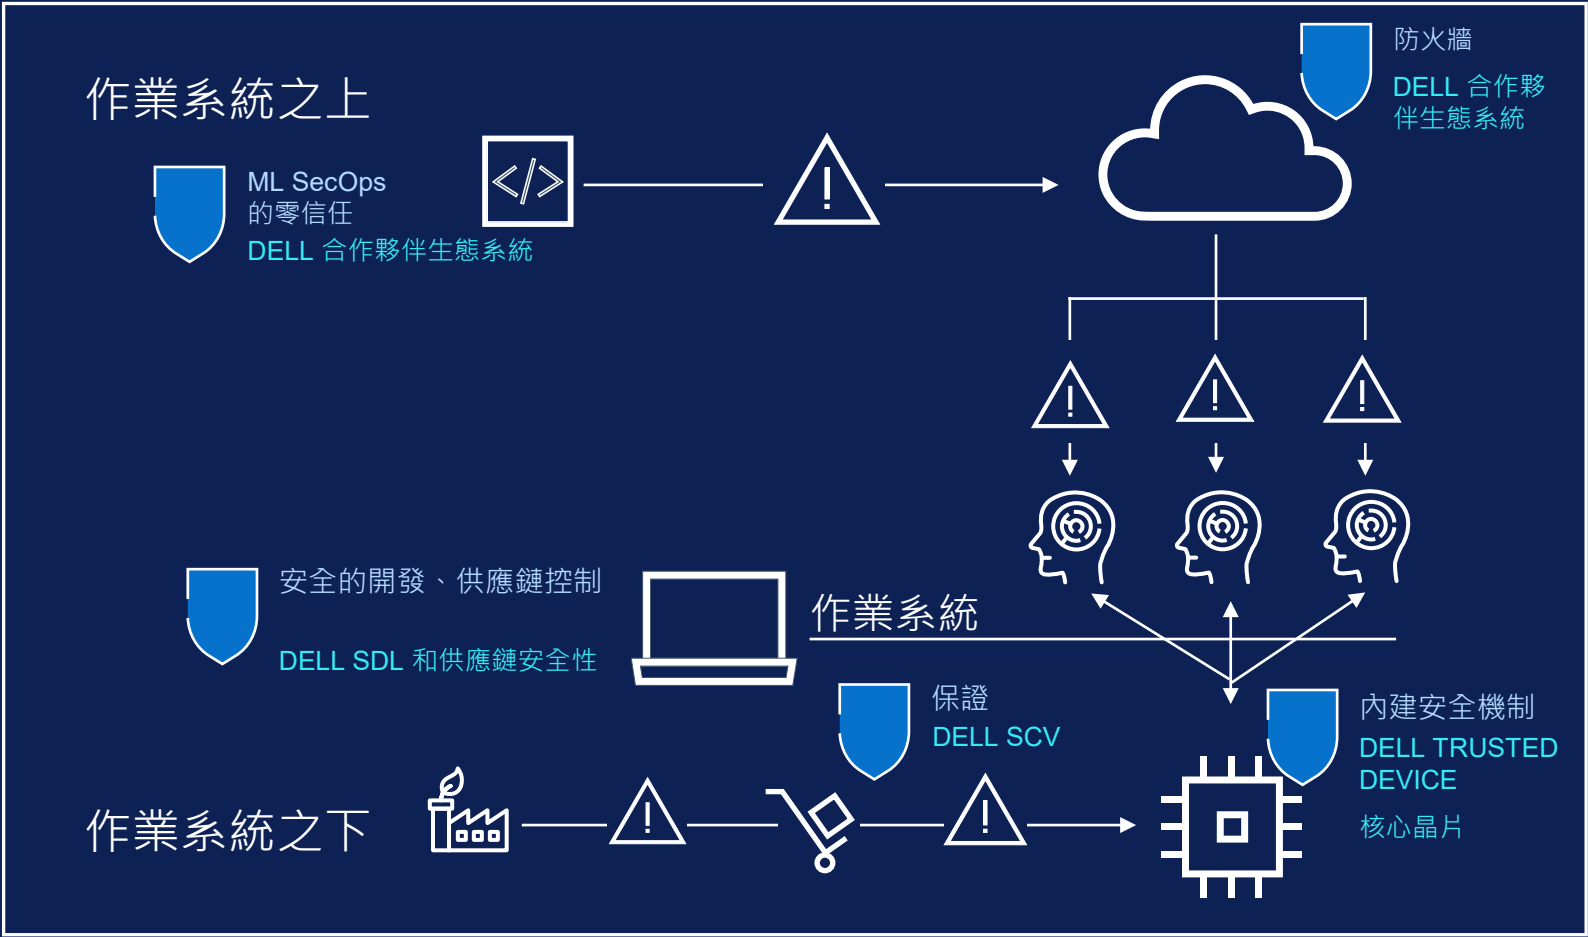 作業系統之上
ML SecOps
的零信任
DELL 合作夥伴生態系統
</>
防火牆
DELL 合作夥
伴生態系統
安全的開發、供應鏈控制
DELL SDL 和供應鏈安全性
作業系統
保證
DELL SCV
內建安全機制
DELL TRUSTED
DEVICE
核心晶片
作業系統之下